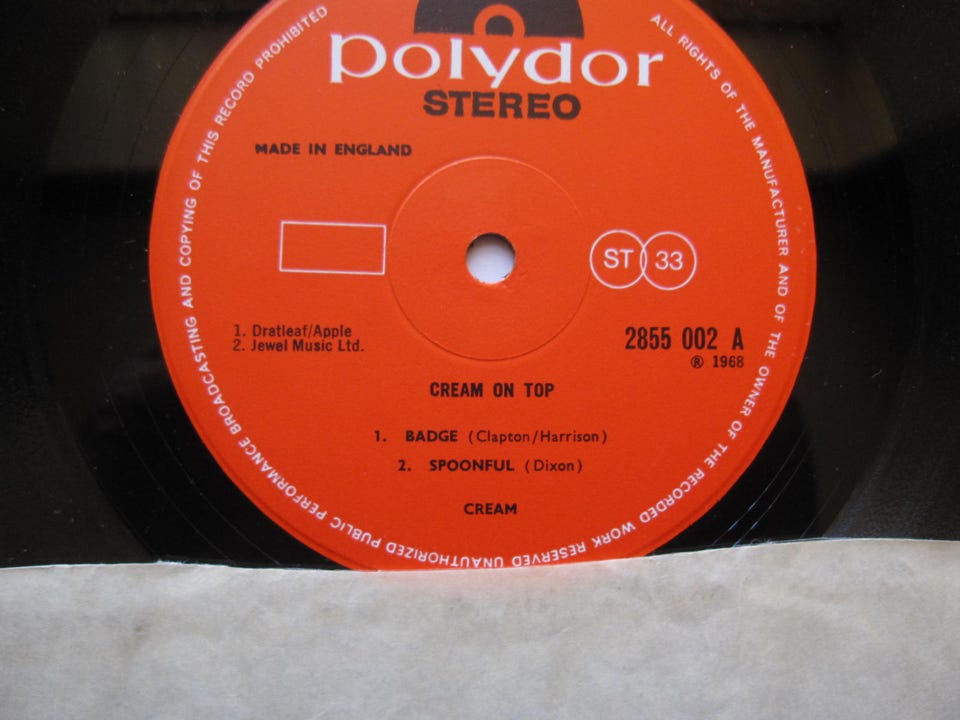 polydor
STEREO
MADE IN ENGLAND
ST 33
1. Dratleaf/Apple
2. Jewel Music Ltd.
2855 002 A
® 1968
CREAM ON TOP
1. BADGE (Clapton/Harrison)
2. SPOONFUL (Dixon)
CREAM
ALL RIGHTS OF THE MANUFACTURER AND OF THE OWNER OF THE RECORDED WORK RESERVED UNAUTHORIZED PUBLIC PERFORMANCE BROADCASTING AND COPYING OF THIS RECORD PROHIBITED